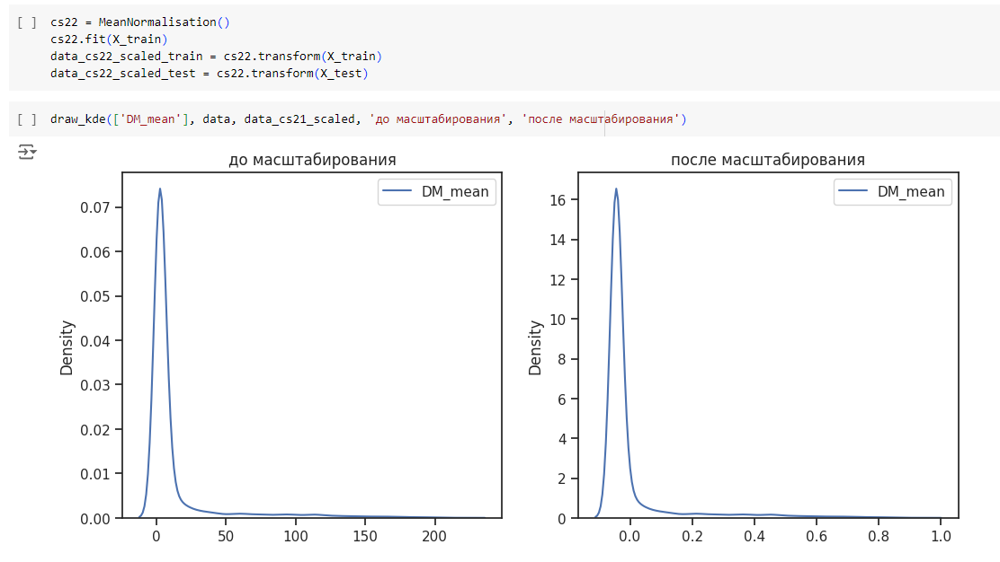 [ ] cs22 = MeanNormalisation()
cs22.fit(X_train)
data_cs22_scaled_train = cs22.transform(X_train)
data_cs22_scaled_test = cs22.transform(X_test)
[ ] draw_kde(['DM_mean'], data, data_cs21_scaled, 'до масштабирования', 'после масштабирования')
до масштабирования
DM_mean
0.07
0.06
0.05
0.04
0.03
0.02
0.01
0.00
Density
0 50 100 150 200
после масштабирования
DM_mean
16
14
12
10
8
6
4
2
0
Density
0.0 0.2 0.4 0.6 0.8 1.0